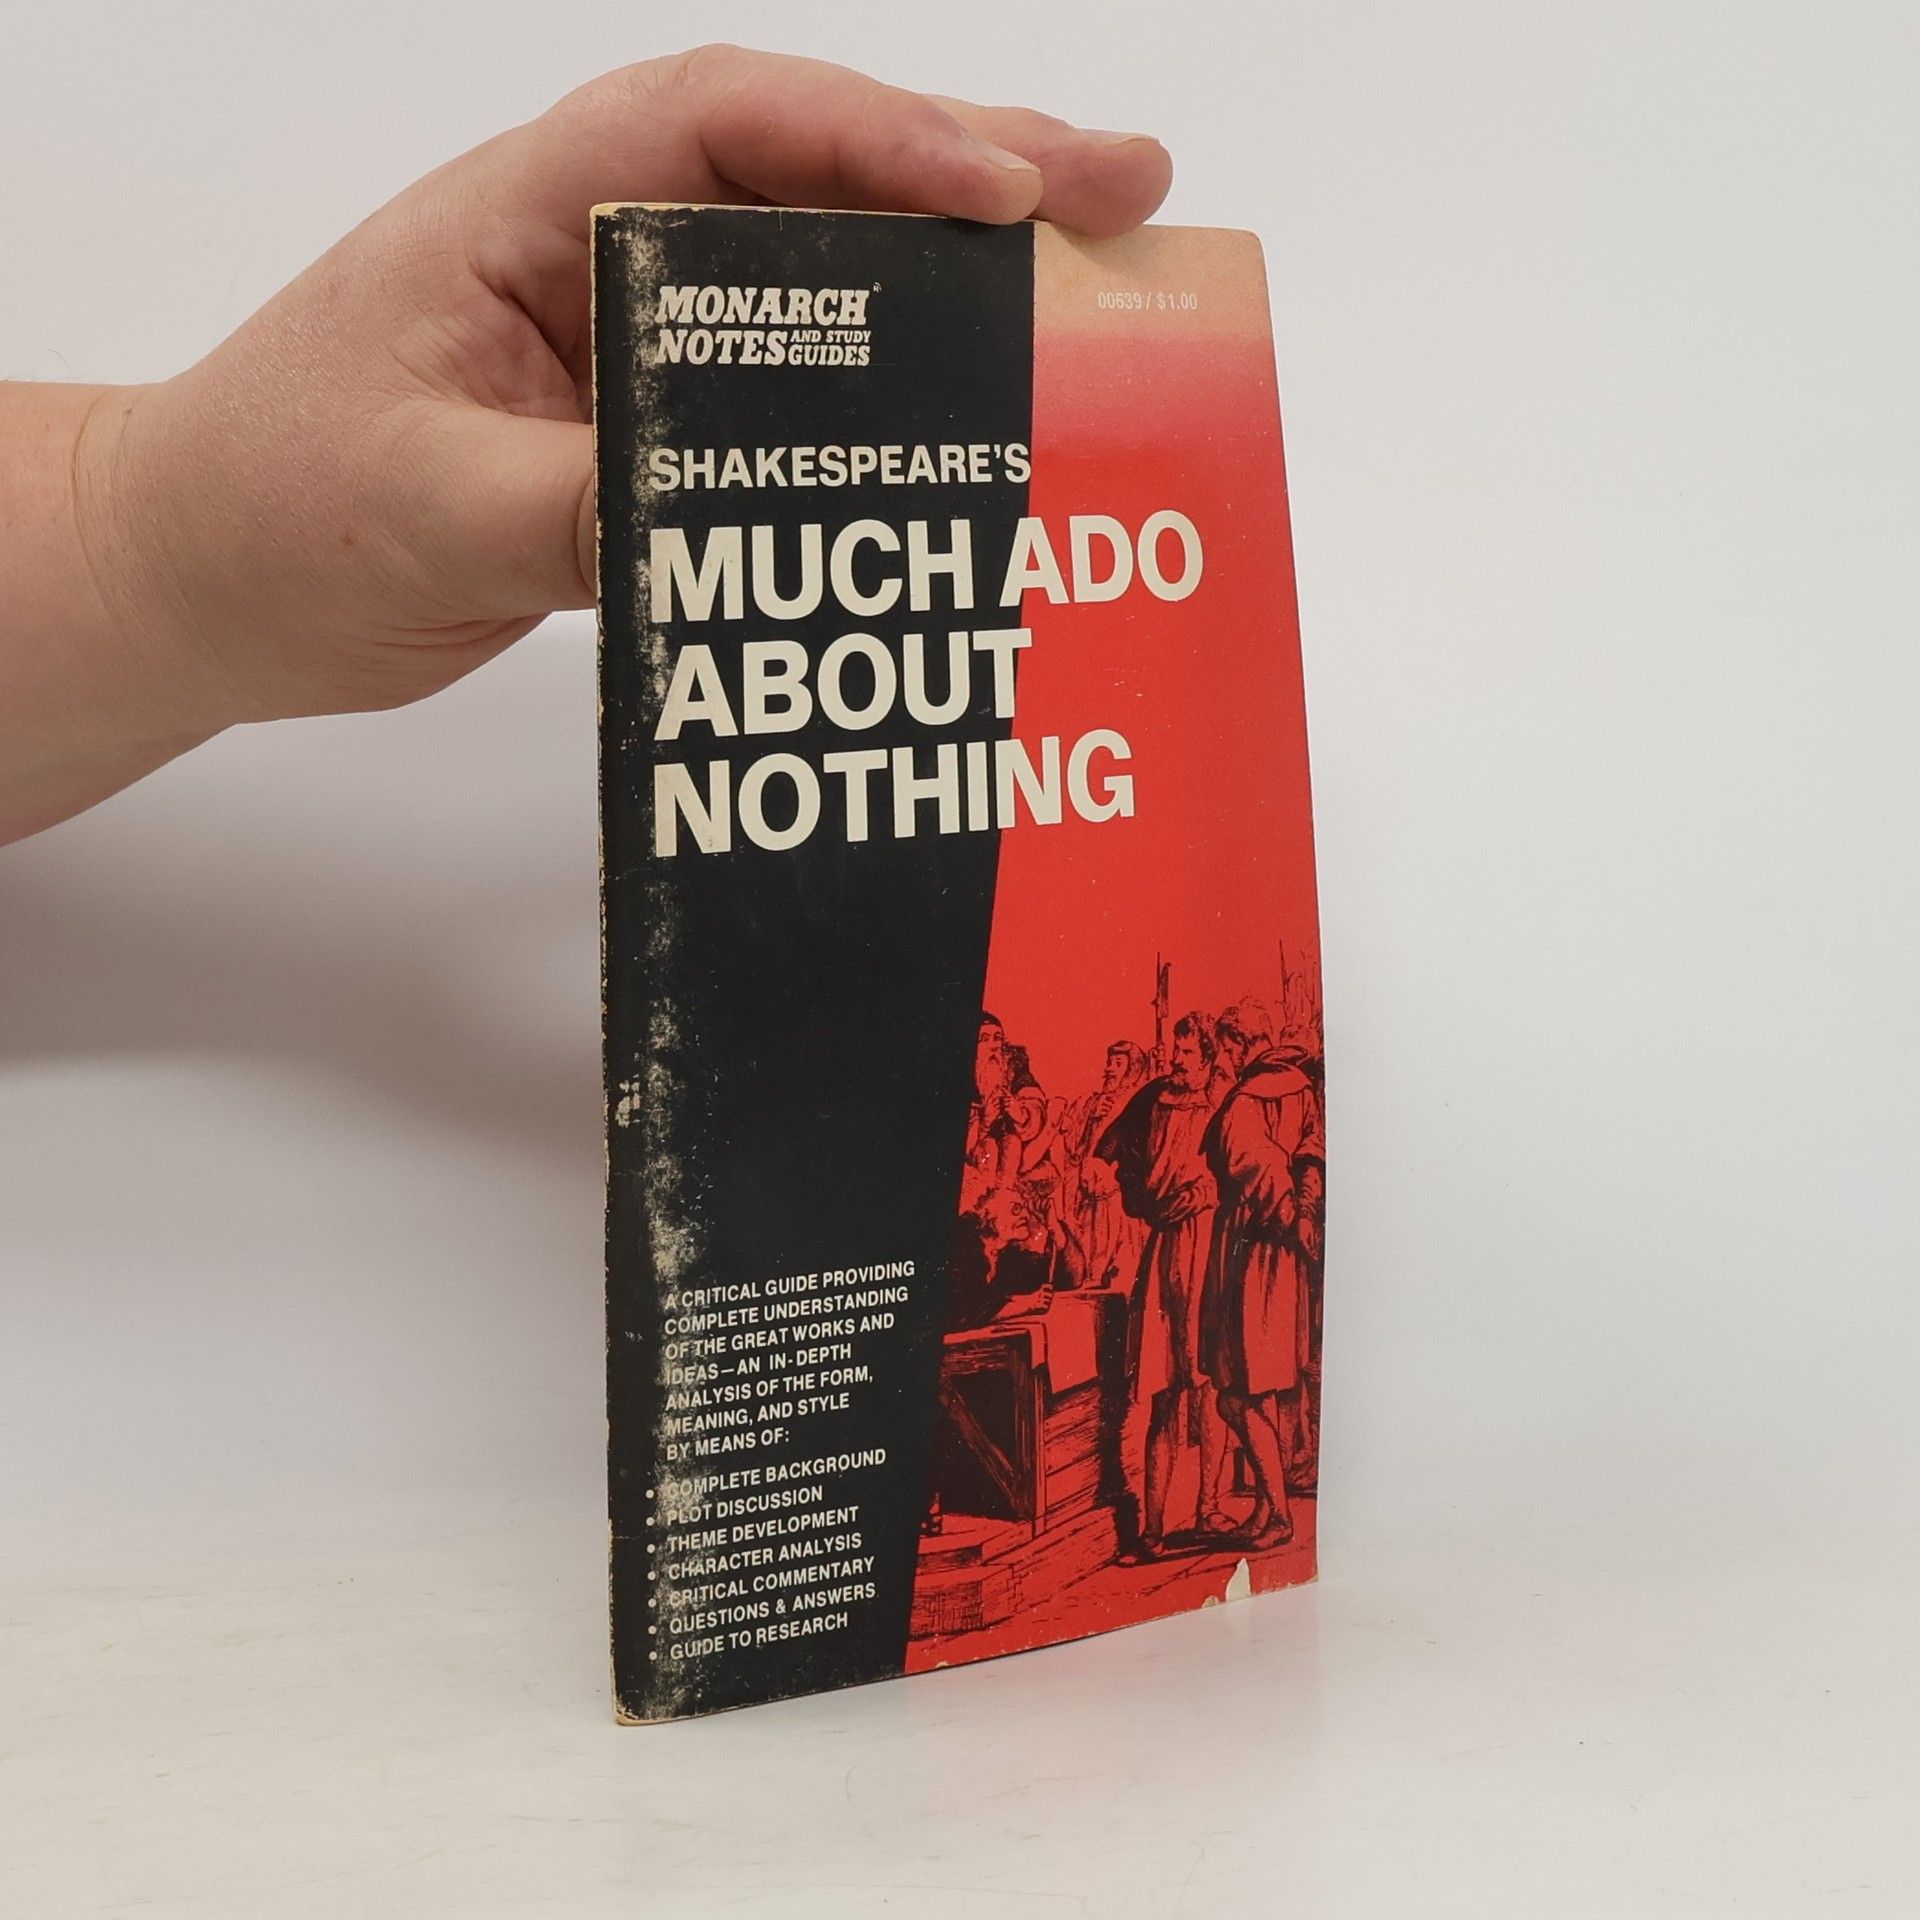 MONARCH®
NOTES AND STUDY GUIDES
00639 / $1.00
SHAKESPEARE'S
MUCH ADO
ABOUT
NOTHING
A CRITICAL GUIDE PROVIDING
COMPLETE UNDERSTANDING
OF THE GREAT WORKS AND
IDEAS—AN IN-DEPTH
ANALYSIS OF THE FORM,
MEANING, AND STYLE
BY MEANS OF:
• COMPLETE BACKGROUND
• PLOT DISCUSSION
• THEME DEVELOPMENT
• CHARACTER ANALYSIS
• CRITICAL COMMENTARY
• QUESTIONS & ANSWERS
• GUIDE TO RESEARCH